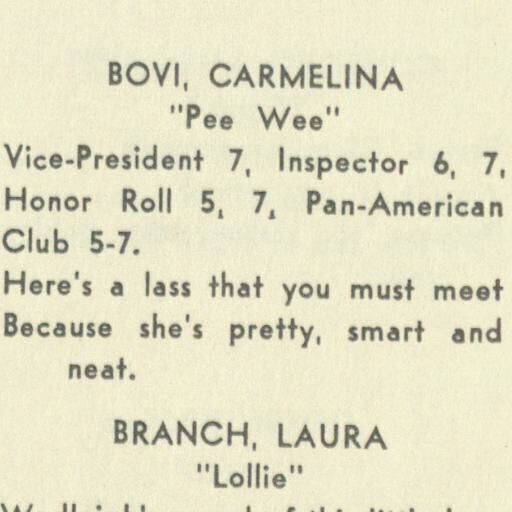 BOVI, CARMELINA
"Pee Wee"
Vice-President 7, Inspector 6, 7,
Honor Roll 5, 7, Pan-American
Club 5-7.
Here's a lass that you must meet
Because she's pretty, smart and
neat.
BRANCH, LAURA
"Lollie"